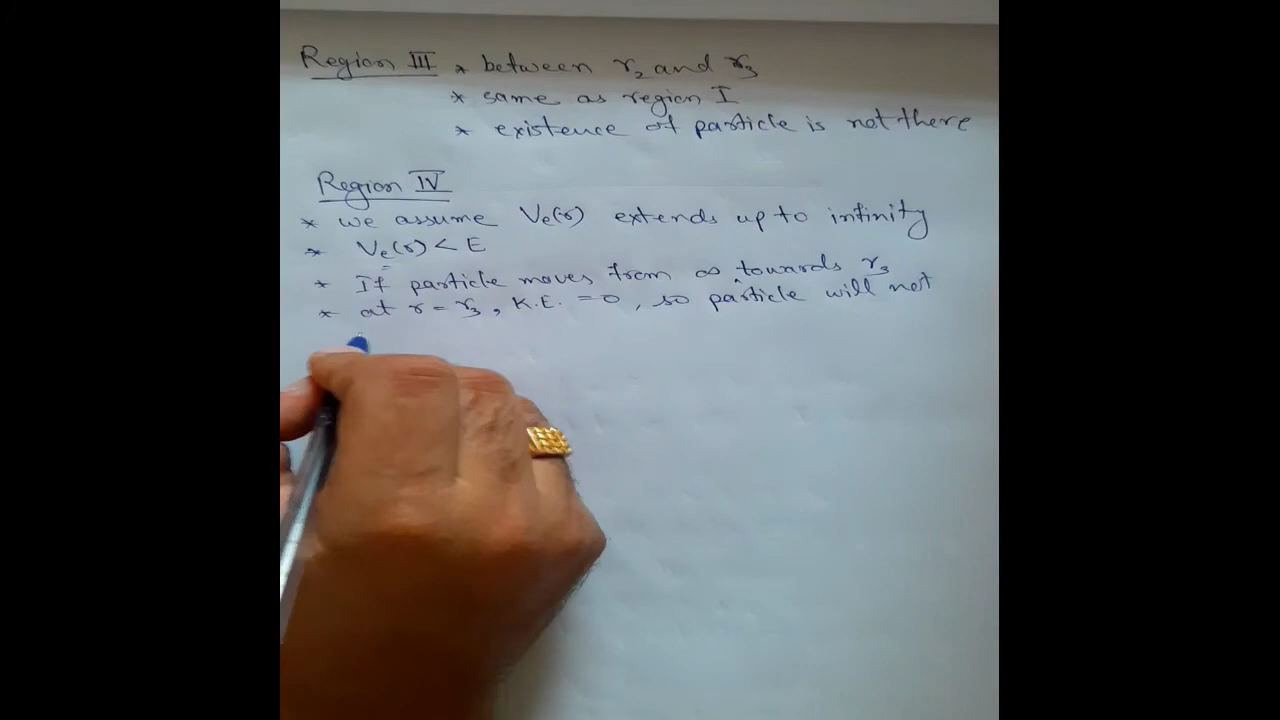 Region III * between r₂ and r₃
* same as region I
* existence of particle is not there
Region IV
* we assume Ve(r) extends up to infinity
* Ve(r) < E
* If particle moves from ∞ towards r₃
* at r = r₃, K.E. = 0, so particle will not